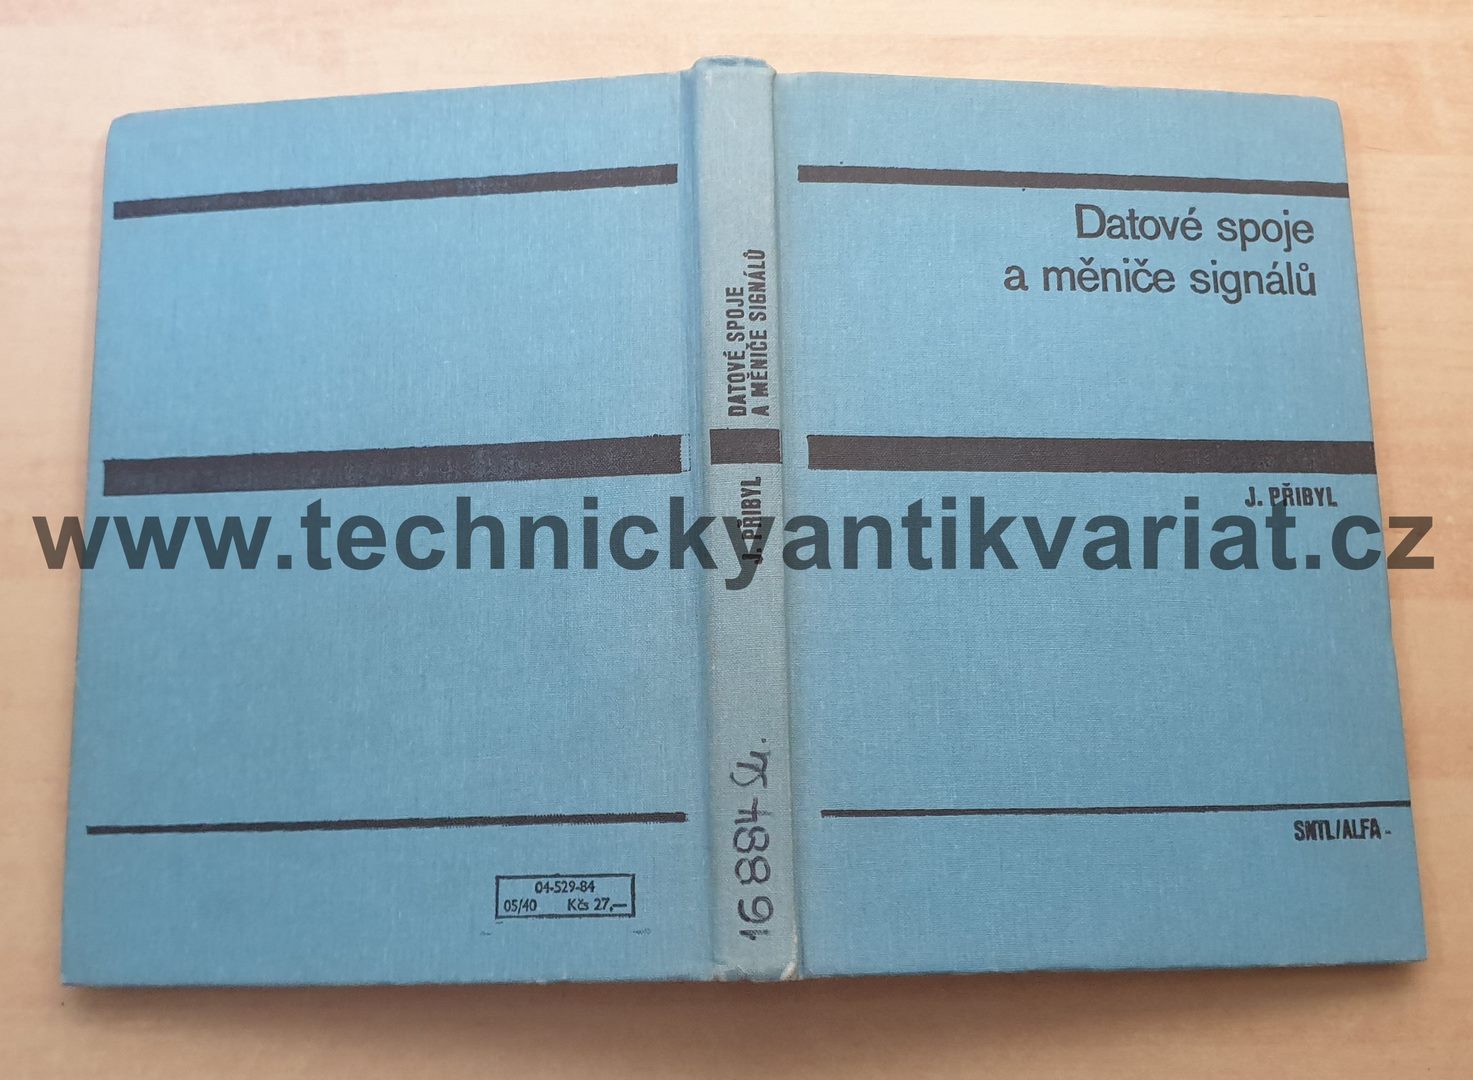 Datové spoje
a měniče signálů
J. PŘIBYL
SNTL/ALFA
DATOVÉ SPOJE
A MĚNIČE SIGNÁLŮ
J. PŘIBYL
16884 Su.
04-529-84
05/40 Kčs 27,—
www.technickyantikvariat.cz